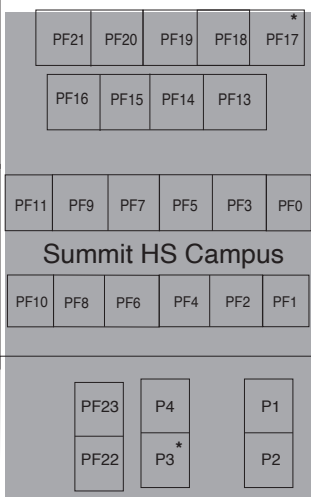 *
PF21 PF20 PF19 PF18 PF17
PF16 PF15 PF14 PF13
PF11 PF9 PF7 PF5 PF3 PF0
Summit HS Campus
PF10 PF8 PF6 PF4 PF2 PF1
PF23 P4 P1
*
PF22 P3 P2